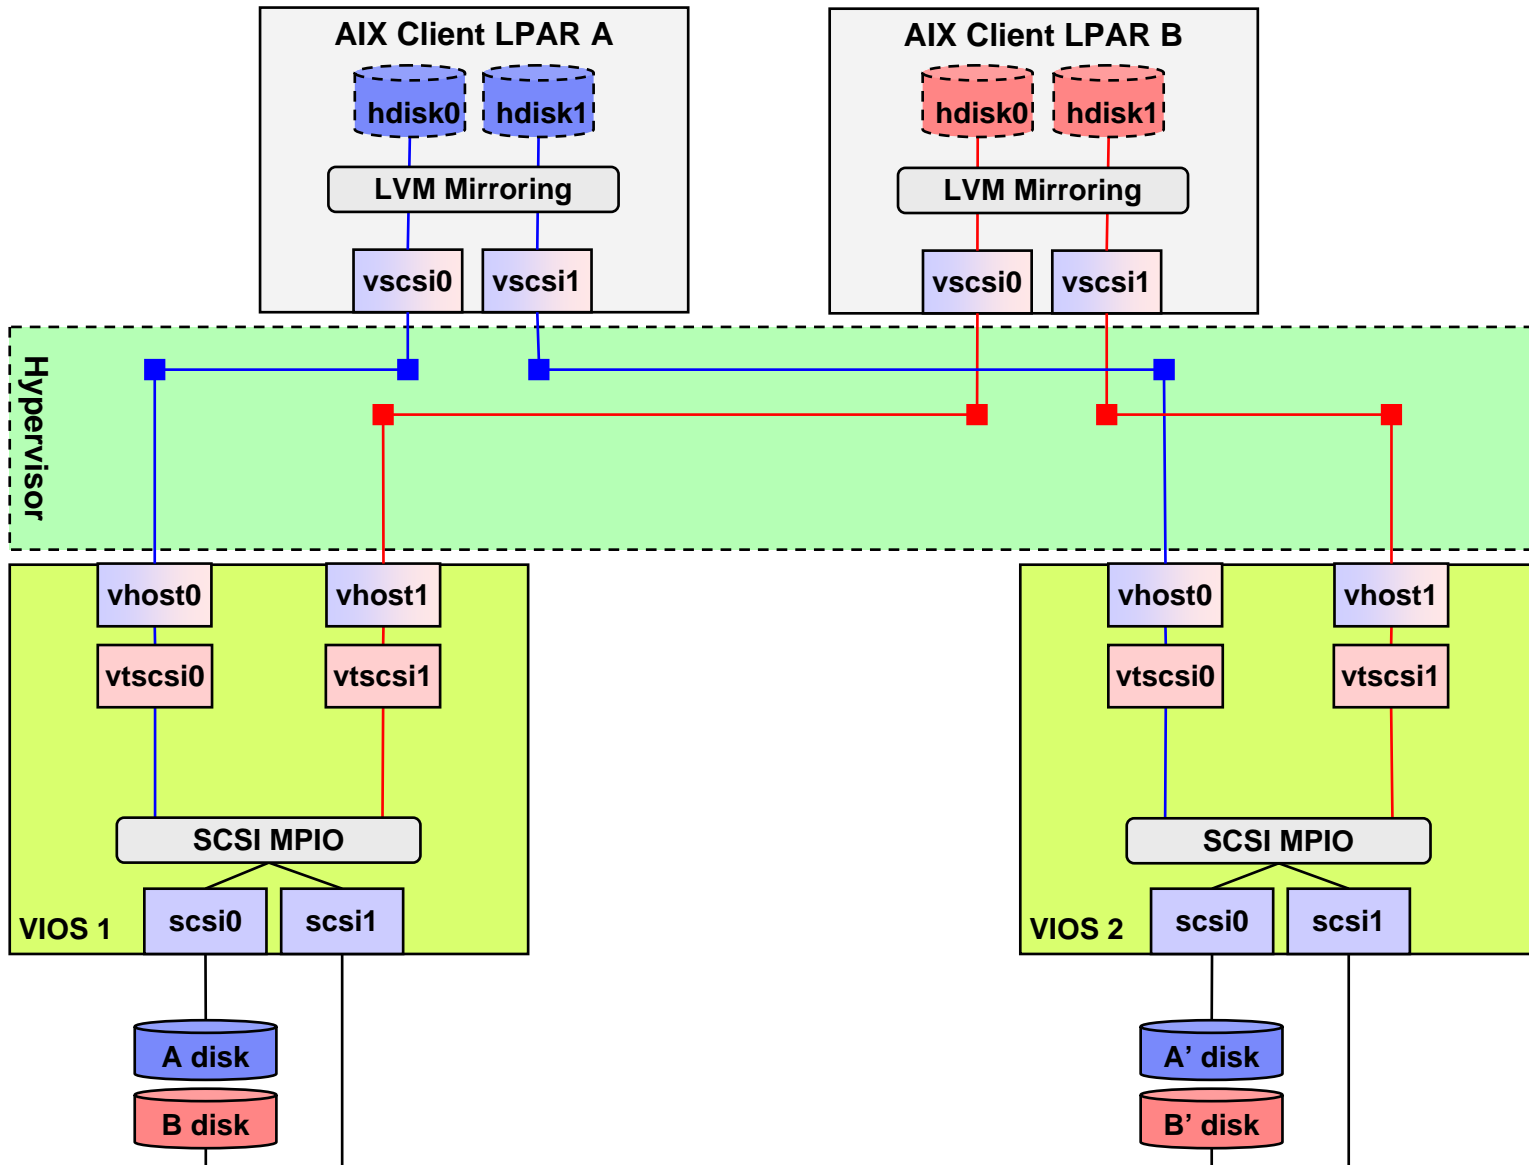 AIX Client LPAR A
AIX Client LPAR B
hdisk0
hdisk1
hdisk0
hdisk1
LVM Mirroring
LVM Mirroring
vscsi0
vscsi1
vscsi0
vscsi1
Hypervisor
vhost0
vhost1
vhost0
vhost1
vtscsi0
vtscsi1
vtscsi0
vtscsi1
SCSI MPIO
SCSI MPIO
VIOS 1
scsi0
scsi1
VIOS 2
scsi0
scsi1
A disk
A’ disk
B disk
B’ disk